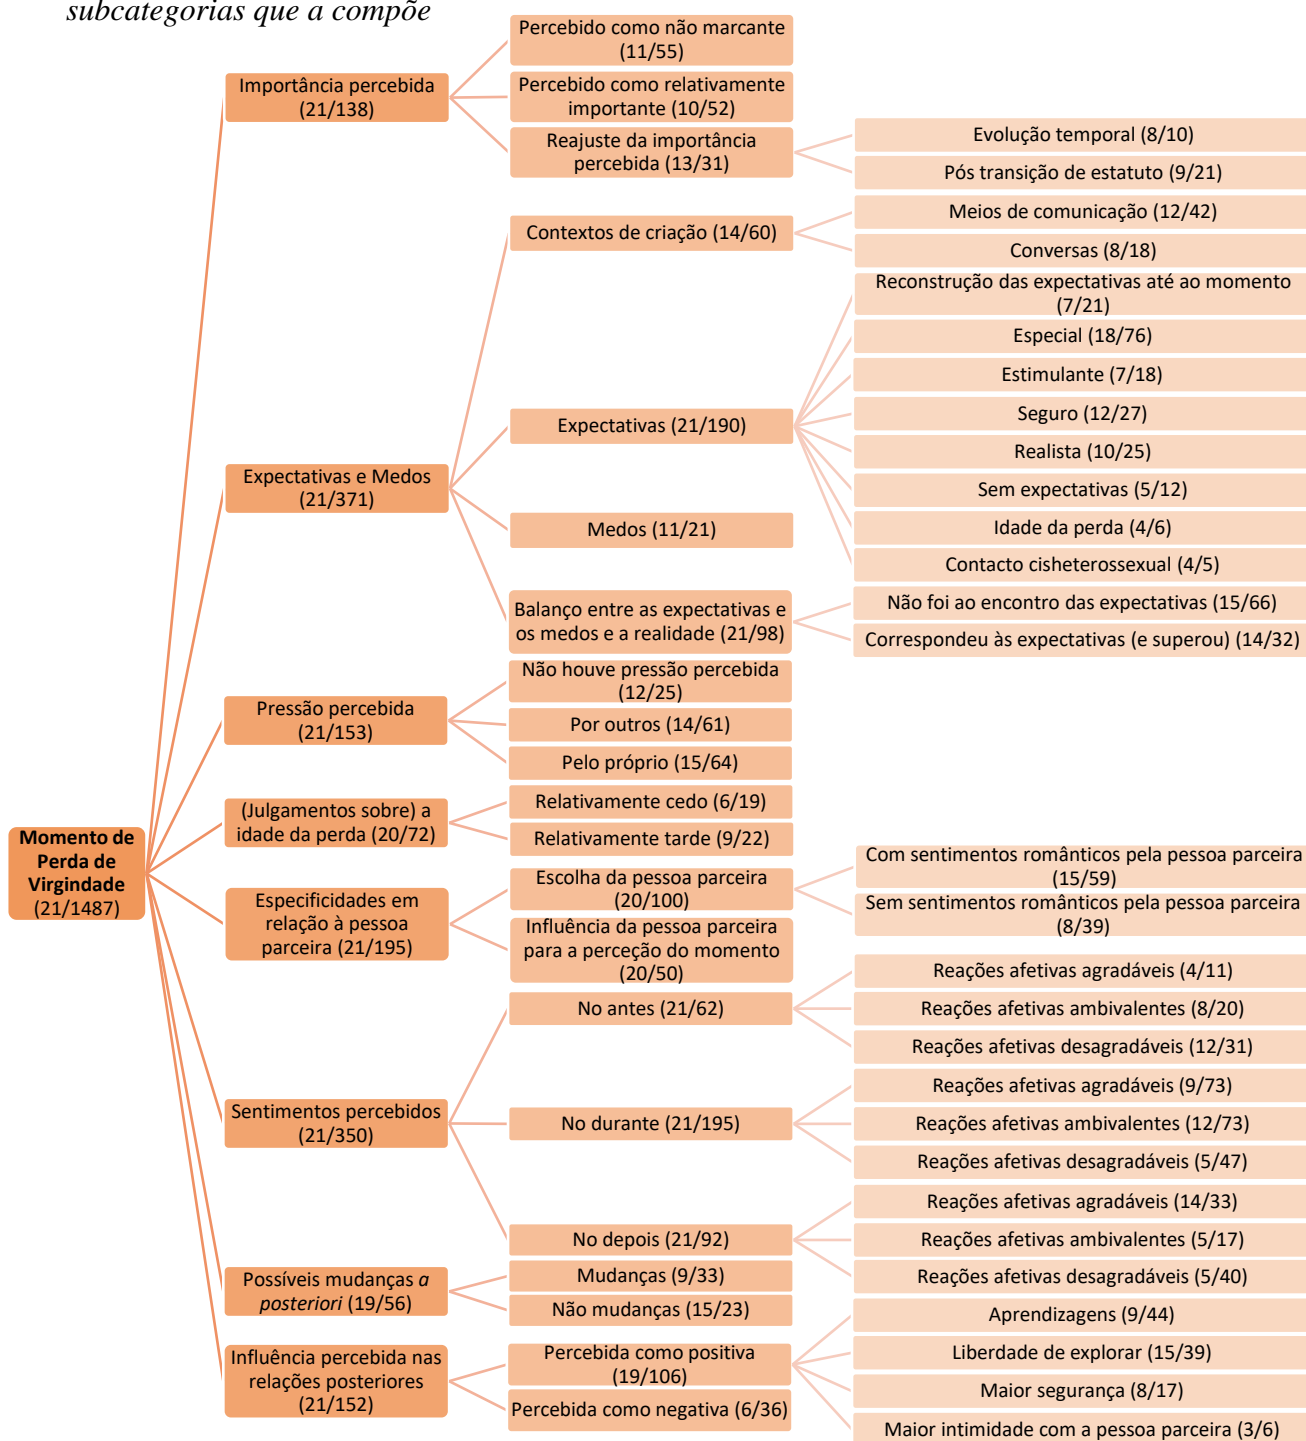 subcategorias que a compõe
Percebido como não marcante
(11/55)
Importância percebida
(21/138)
Percebido como relativamente
importante (10/52)
Reajuste da importância
percebida (13/31)
Evolução temporal (8/10)
Pós transição de estatuto (9/21)
Contextos de criação (14/60)
Meios de comunicação (12/42)
Conversas (8/18)
Expectativas e Medos
(21/371)
Expectativas (21/190)
Reconstrução das expectativas até ao momento
(7/21)
Especial (18/76)
Estimulante (7/18)
Seguro (12/27)
Realista (10/25)
Sem expectativas (5/12)
Idade da perda (4/6)
Contacto cisheterossexual (4/5)
Medos (11/21)
Balanço entre as expectativas e
os medos e a realidade (21/98)
Não foi ao encontro das expectativas (15/66)
Correspondeu às expectativas (e superou) (14/32)
Pressão percebida
(21/153)
Não houve pressão percebida
(12/25)
Por outros (14/61)
Pelo próprio (15/64)
(Julgamentos sobre) a
idade da perda (20/72)
Relativamente cedo (6/19)
Relativamente tarde (9/22)
Momento de
Perda de
Virgindade
(21/1487)
Especificidades em
relação à pessoa
parceira (21/195)
Escolha da pessoa parceira
(20/100)
Com sentimentos românticos pela pessoa parceira
(15/59)
Sem sentimentos românticos pela pessoa parceira
(8/39)
Influência da pessoa parceira
para a perceção do momento
(20/50)
Sentimentos percebidos
(21/350)
No antes (21/62)
Reações afetivas agradáveis (4/11)
Reações afetivas ambivalentes (8/20)
Reações afetivas desagradáveis (12/31)
No durante (21/195)
Reações afetivas agradáveis (9/73)
Reações afetivas ambivalentes (12/73)
Reações afetivas desagradáveis (5/47)
No depois (21/92)
Reações afetivas agradáveis (14/33)
Reações afetivas ambivalentes (5/17)
Reações afetivas desagradáveis (5/40)
Possíveis mudanças a
posteriori (19/56)
Mudanças (9/33)
Não mudanças (15/23)
Influência percebida nas
relações posteriores
(21/152)
Percebida como positiva
(19/106)
Aprendizagens (9/44)
Liberdade de explorar (15/39)
Maior segurança (8/17)
Maior intimidade com a pessoa parceira (3/6)
Percebida como negativa (6/36)